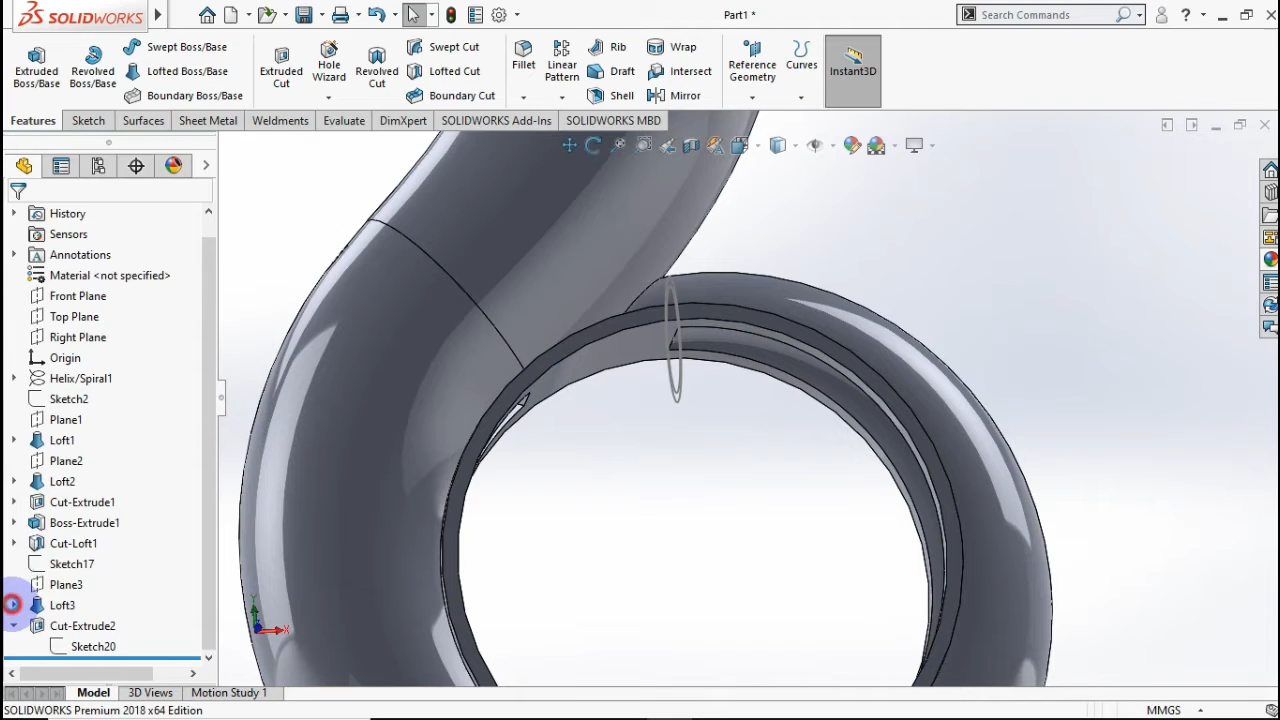 SOLIDWORKS
Part1 *
Search Commands
?
Extruded Boss/Base
Revolved Boss/Base
Swept Boss/Base
Lofted Boss/Base
Boundary Boss/Base
Extruded Cut
Hole Wizard
Revolved Cut
Swept Cut
Lofted Cut
Boundary Cut
Fillet
Linear Pattern
Rib
Draft
Shell
Wrap
Intersect
Mirror
Reference Geometry
Curves
Instant3D
Features
Sketch
Surfaces
Sheet Metal
Weldments
Evaluate
DimXpert
SOLIDWORKS Add-Ins
SOLIDWORKS MBD
History
Sensors
Annotations
Material <not specified>
Front Plane
Top Plane
Right Plane
Origin
Helix/Spiral1
Sketch2
Plane1
Loft1
Plane2
Loft2
Cut-Extrude1
Boss-Extrude1
Cut-Loft1
Sketch17
Plane3
Loft3
Cut-Extrude2
Sketch20
Y
X
Model
3D Views
Motion Study 1
SOLIDWORKS Premium 2018 x64 Edition
MMGS